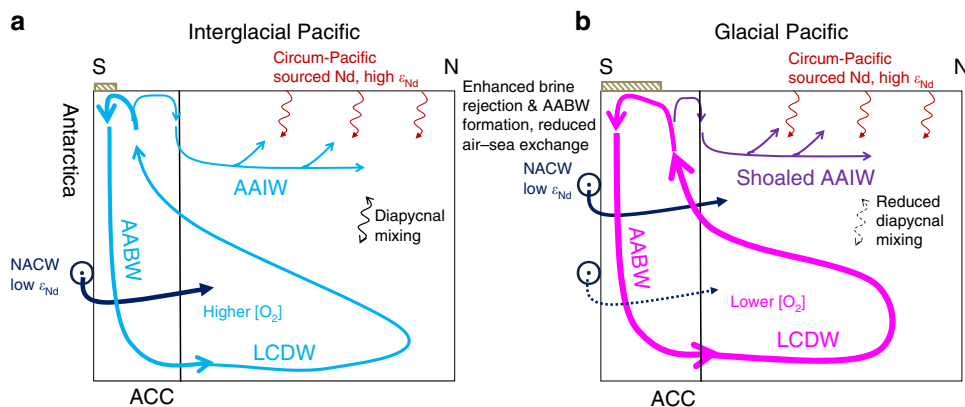 a
Interglacial Pacific
S
N
Circum-Pacific
sourced Nd, high εNd
Antarctica
AAIW
AABW
Diapycnal
mixing
NACW
low εNd
Higher [O2]
LCDW
ACC
b
Glacial Pacific
S
N
Circum-Pacific
sourced Nd, high εNd
Enhanced brine
rejection & AABW
formation, reduced
air–sea exchange
NACW
low εNd
Shoaled AAIW
AABW
Reduced
diapycnal
mixing
Lower [O2]
LCDW
ACC